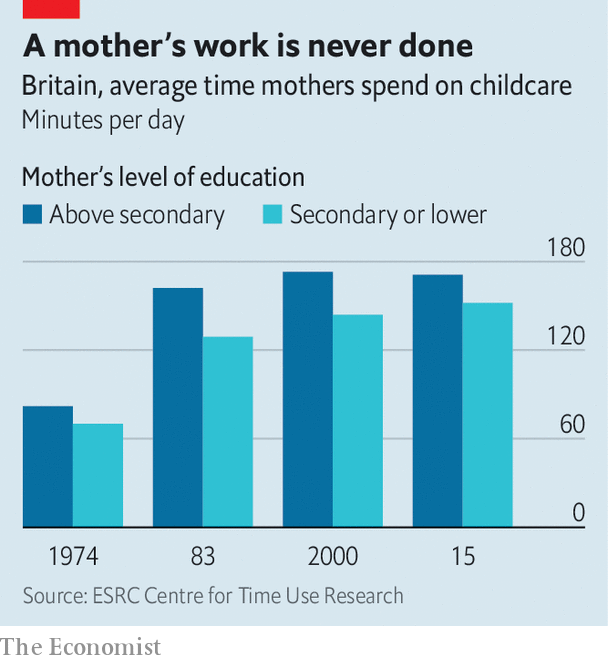 A mother's work is never done
Britain, average time mothers spend on childcare
Minutes per day
Mother's level of education
Above secondary
Secondary or lower
180
120
60
0
1974
83
2000
15
Source: ESRC Centre for Time Use Research
The Economist